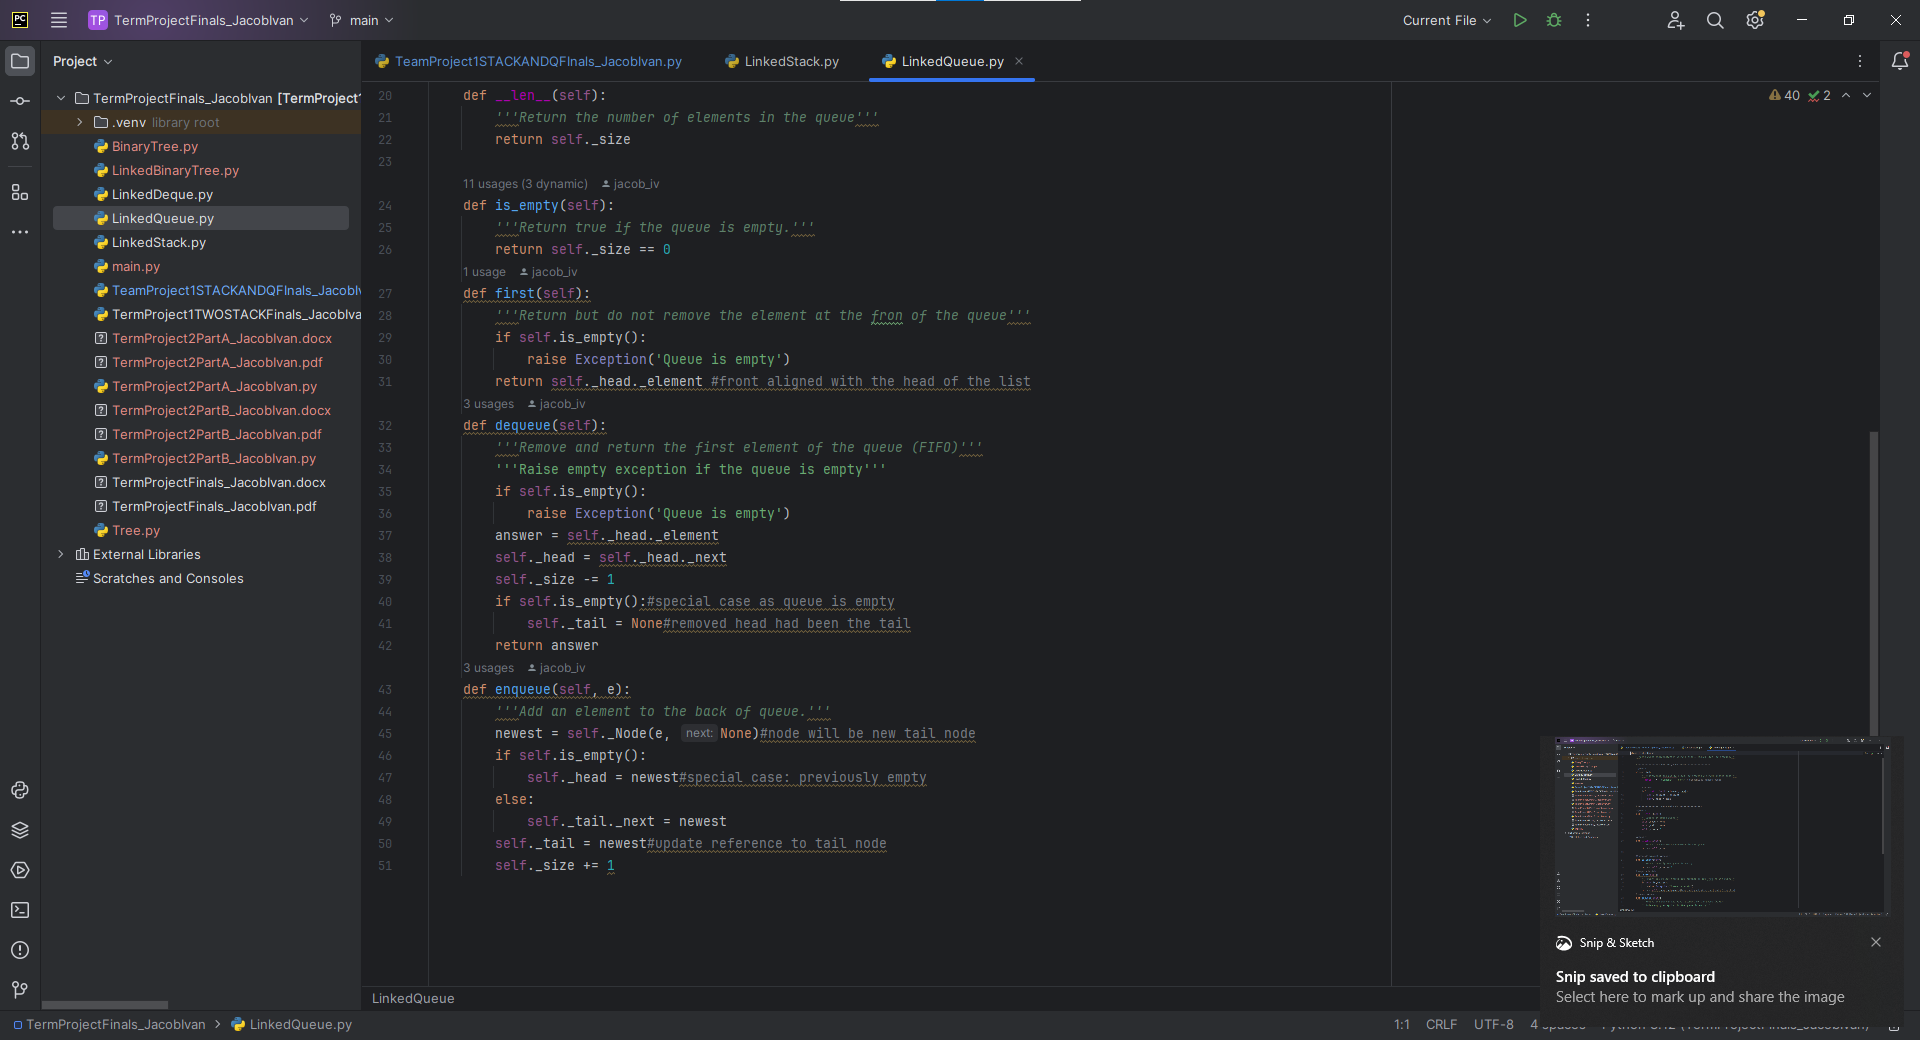 PC TP TermProjectFinals_JacobIvan main Current File
Project
TeamProject1STACKANDQFInals_JacobIvan.py LinkedStack.py LinkedQueue.py
TermProjectFinals_JacobIvan [TermProject1
.venv library root
BinaryTree.py
LinkedBinaryTree.py
LinkedDeque.py
LinkedQueue.py
LinkedStack.py
main.py
TeamProject1STACKANDQFInals_JacobIv
TermProject1TWOSTACKFinals_JacobIva
TermProject2PartA_JacobIvan.docx
TermProject2PartA_JacobIvan.pdf
TermProject2PartA_JacobIvan.py
TermProject2PartB_JacobIvan.docx
TermProject2PartB_JacobIvan.pdf
TermProject2PartB_JacobIvan.py
TermProjectFinals_JacobIvan.docx
TermProjectFinals_JacobIvan.pdf
Tree.py
External Libraries
Scratches and Consoles
40 2
20 def __len__(self):
21 '''Return the number of elements in the queue'''
22 return self._size
23
11 usages (3 dynamic) jacob_iv
24 def is_empty(self):
25 '''Return true if the queue is empty.'''
26 return self._size == 0
1 usage jacob_iv
27 def first(self):
28 '''Return but do not remove the element at the fron of the queue'''
29 if self.is_empty():
30 raise Exception('Queue is empty')
31 return self._head._element #front aligned with the head of the list
3 usages jacob_iv
32 def dequeue(self):
33 '''Remove and return the first element of the queue (FIFO)'''
34 '''Raise empty exception if the queue is empty'''
35 if self.is_empty():
36 raise Exception('Queue is empty')
37 answer = self._head._element
38 self._head = self._head._next
39 self._size -= 1
40 if self.is_empty():#special case as queue is empty
41 self._tail = None#removed head had been the tail
42 return answer
3 usages jacob_iv
43 def enqueue(self, e):
44 '''Add an element to the back of queue.'''
45 newest = self._Node(e, next: None)#node will be new tail node
46 if self.is_empty():
47 self._head = newest#special case: previously empty
48 else:
49 self._tail._next = newest
50 self._tail = newest#update reference to tail node
51 self._size += 1
LinkedQueue
Snip & Sketch
Snip saved to clipboard
Select here to mark up and share the image
TermProjectFinals_JacobIvan LinkedQueue.py 1:1 CRLF UTF-8 4 spaces